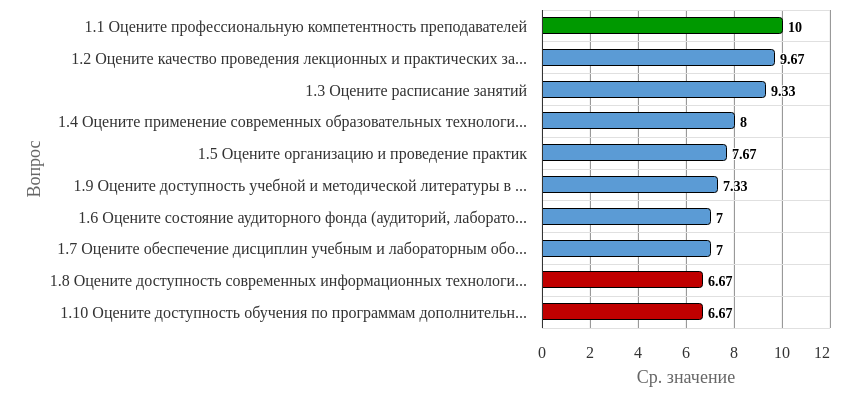 1.1 Оцените профессиональную компетентность преподавателей 10
1.2 Оцените качество проведения лекционных и практических за... 9.67
1.3 Оцените расписание занятий 9.33
1.4 Оцените применение современных образовательных технологи... 8
1.5 Оцените организацию и проведение практик 7.67
1.9 Оцените доступность учебной и методической литературы в ... 7.33
1.6 Оцените состояние аудиторного фонда (аудиторий, лаборато... 7
1.7 Оцените обеспечение дисциплин учебным и лабораторным обо... 7
1.8 Оцените доступность современных информационных технологи... 6.67
1.10 Оцените доступность обучения по программам дополнительн... 6.67
Вопрос
0 2 4 6 8 10 12
Ср. значение